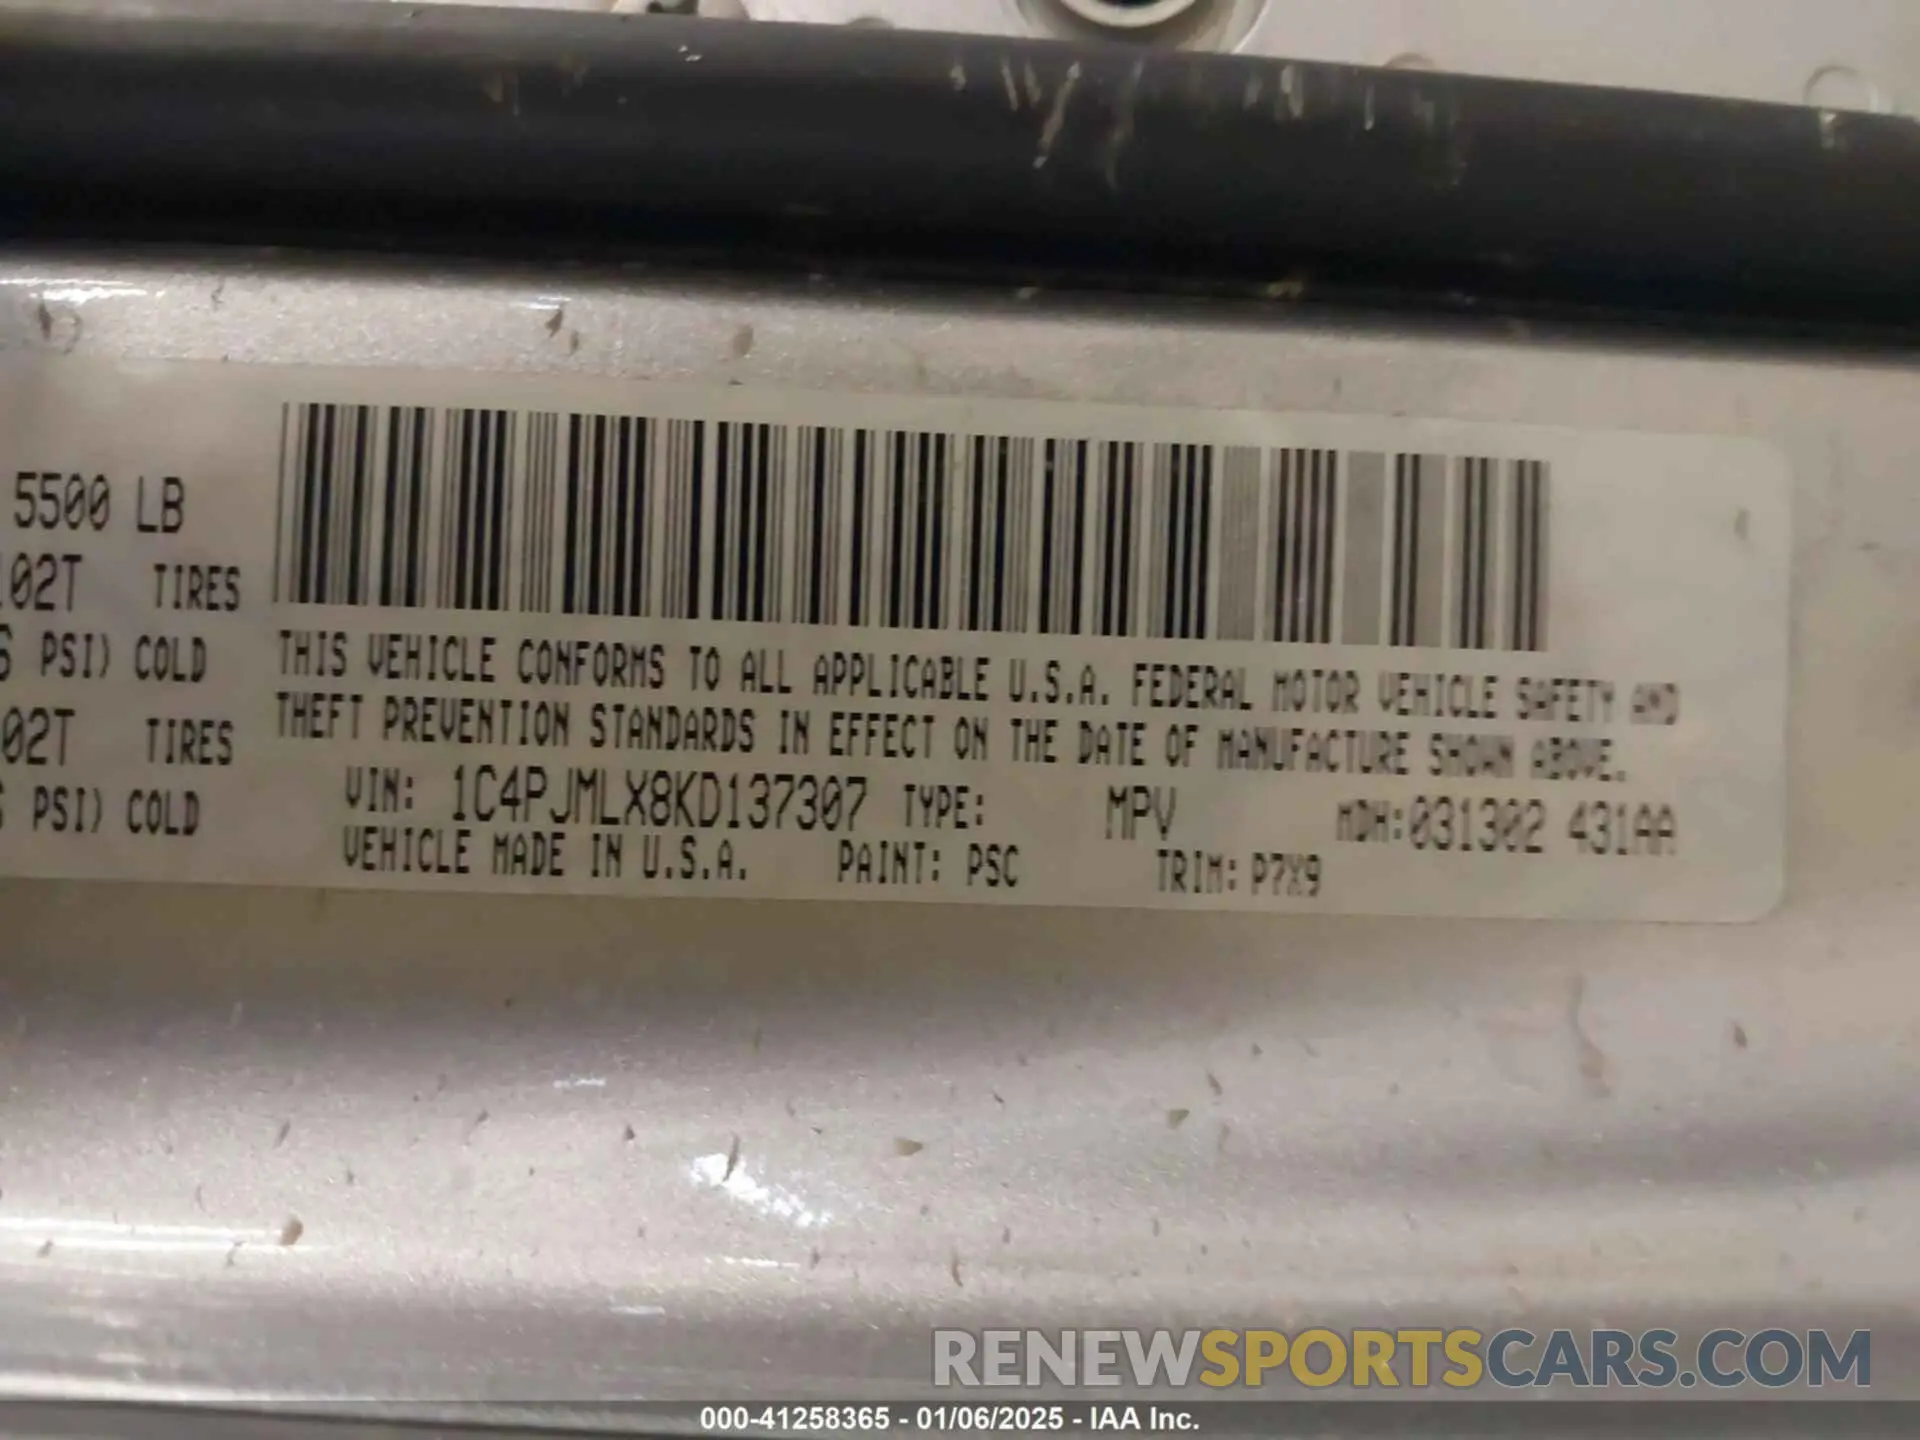 5500 LB
02T TIRES
PSI) COLD
02T TIRES
PSI) COLD
THIS VEHICLE CONFORMS TO ALL APPLICABLE U.S.A. FEDERAL MOTOR VEHICLE SAFETY AND
THEFT PREVENTION STANDARDS IN EFFECT ON THE DATE OF MANUFACTURE SHOWN ABOVE.
VIN: 1C4PJMLX8KD137307 TYPE: MPV MDH:031302 431AA
VEHICLE MADE IN U.S.A. PAINT: PSC TRIM: P7X9
RENEWSPORTSCARS.COM
000-41258365 - 01/06/2025 - IAA Inc.